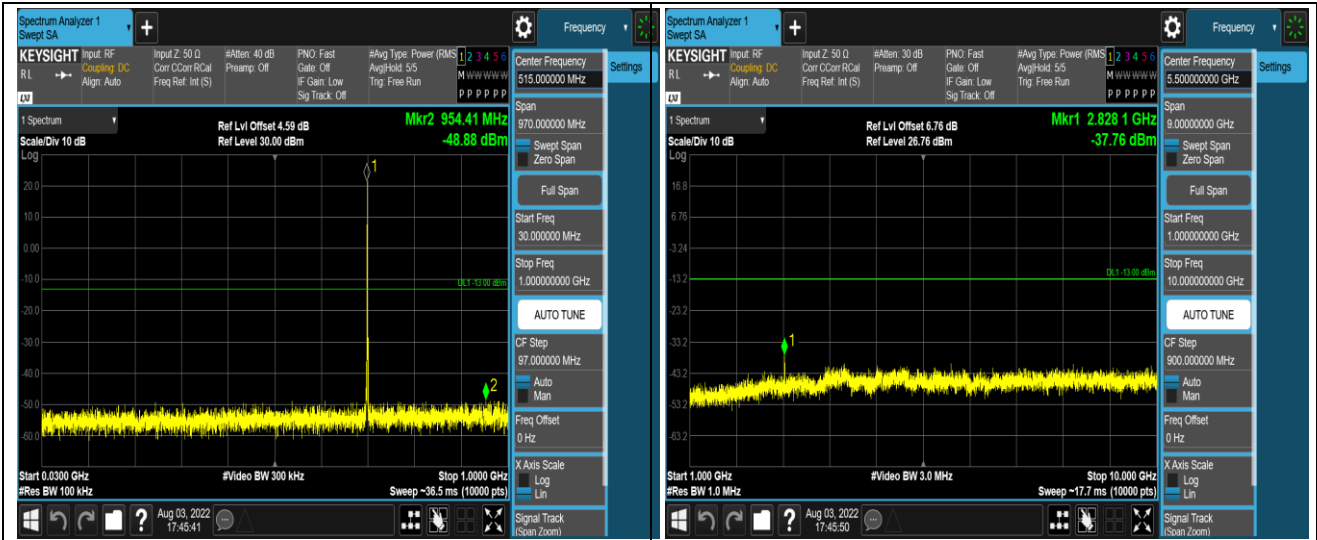 Spectrum Analyzer 1
Swept SA
+
Frequency
KEYSIGHT
Input: RF
Coupling: DC
Align: Auto
Input Z: 50 Ω
Corr CCorr RCal
Freq Ref: Int (S)
#Atten: 40 dB
Preamp: Off
PNO: Fast
Gate: Off
IF Gain: Low
Sig Track: Off
#Avg Type: Power (RMS
Avg|Hold: 5/5
Trig: Free Run
1 2 3 4 5 6
M W W W W W
P P P P P P
R L
LXI
Center Frequency
515.000000 MHz
Settings
Span
970.000000 MHz
Swept Span
Zero Span
Full Span
Start Freq
30.000000 MHz
Stop Freq
1.000000000 GHz
AUTO TUNE
CF Step
97.000000 MHz
Auto
Man
Freq Offset
0 Hz
X Axis Scale
Log
Lin
Signal Track
(Span Zoom)
1 Spectrum
Scale/Div 10 dB
Log
Ref Lvl Offset 4.59 dB
Ref Level 30.00 dBm
Mkr2 954.41 MHz
-48.88 dBm
1
20.0
10.0
0.00
-10.0
DL1 -13.00 dBm
-20.0
-30.0
-40.0
2
-50.0
-60.0
Start 0.0300 GHz
#Res BW 100 kHz
#Video BW 300 kHz
Stop 1.0000 GHz
Sweep ~36.5 ms (10000 pts)
?
Aug 03, 2022
17:45:41
Spectrum Analyzer 1
Swept SA
+
Frequency
KEYSIGHT
Input: RF
Coupling: DC
Align: Auto
Input Z: 50 Ω
Corr CCorr RCal
Freq Ref: Int (S)
#Atten: 30 dB
Preamp: Off
PNO: Fast
Gate: Off
IF Gain: Low
Sig Track: Off
#Avg Type: Power (RMS
Avg|Hold: 5/5
Trig: Free Run
1 2 3 4 5 6
M W W W W W
P P P P P P
R L
LXI
Center Frequency
5.500000000 GHz
Settings
Span
9.00000000 GHz
Swept Span
Zero Span
Full Span
Start Freq
1.000000000 GHz
Stop Freq
10.000000000 GHz
AUTO TUNE
CF Step
900.000000 MHz
Auto
Man
Freq Offset
0 Hz
X Axis Scale
Log
Lin
Signal Track
(Span Zoom)
1 Spectrum
Scale/Div 10 dB
Log
Ref Lvl Offset 6.76 dB
Ref Level 26.76 dBm
Mkr1 2.828 1 GHz
-37.76 dBm
16.8
6.76
-3.24
DL1 -13.00 dBm
-13.2
-23.2
-33.2
1
-43.2
-53.2
-63.2
Start 1.000 GHz
#Res BW 1.0 MHz
#Video BW 3.0 MHz
Stop 10.000 GHz
Sweep ~17.7 ms (10000 pts)
?
Aug 03, 2022
17:45:50